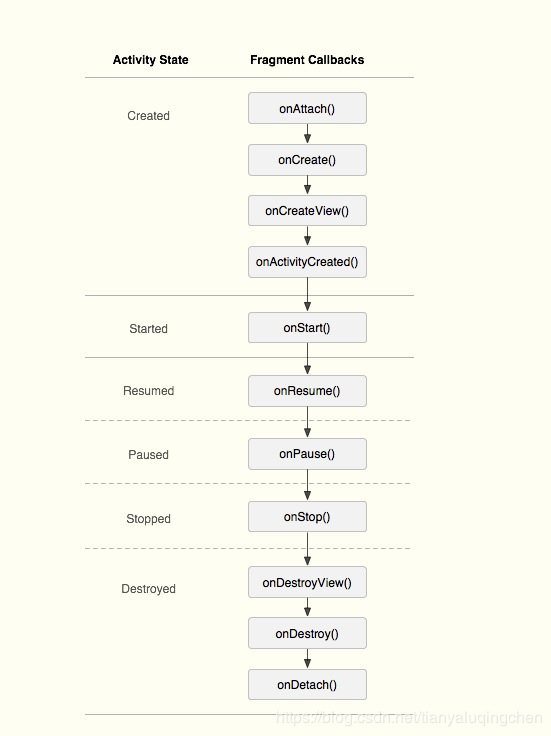 Activity State Fragment Callbacks
Created
onAttach()
onCreate()
onCreateView()
onActivityCreated()
Started onStart()
Resumed onResume()
Paused onPause()
Stopped onStop()
Destroyed
onDestroyView()
onDestroy()
onDetach()
https://blog.csdn.net/tianyaluqingchen